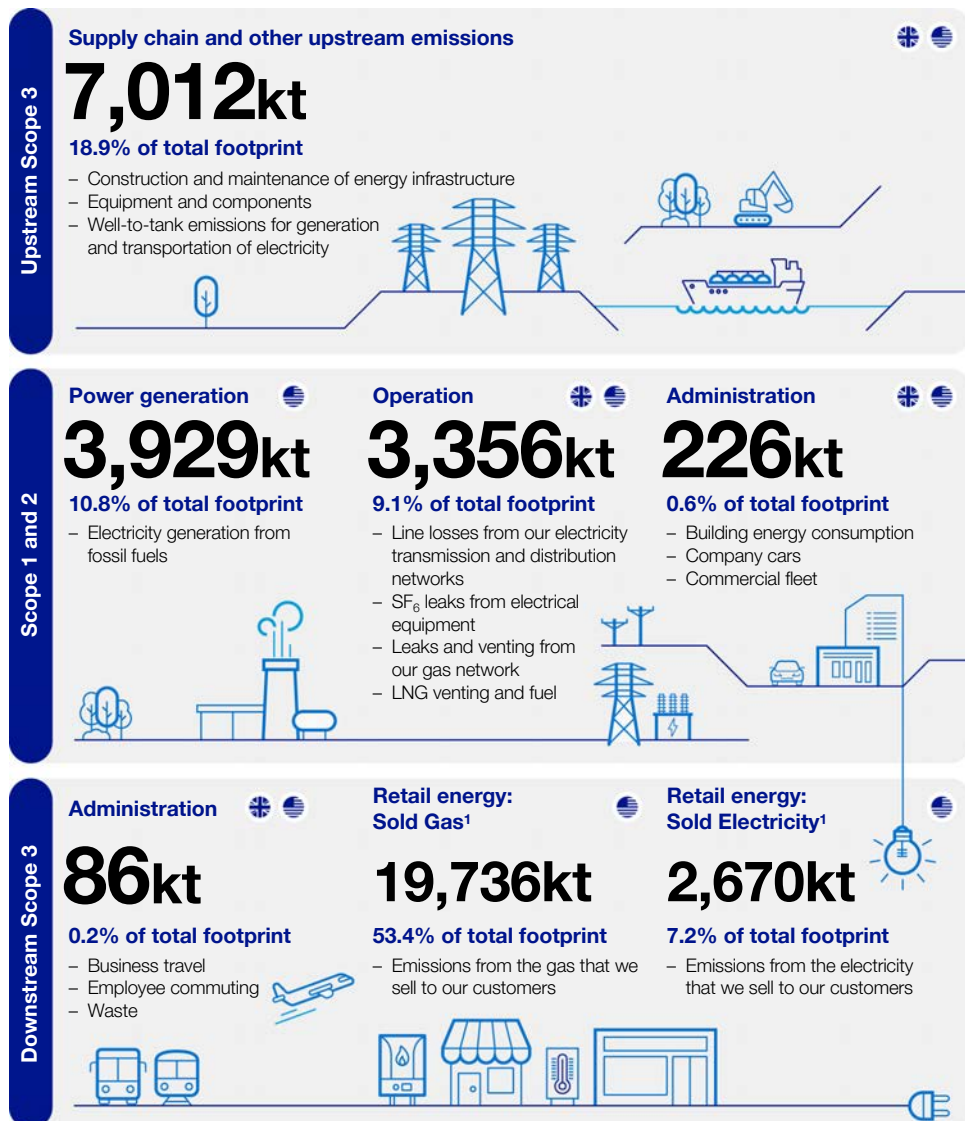 Upstream Scope 3
Supply chain and other upstream emissions
7,012kt
18.9% of total footprint
– Construction and maintenance of energy infrastructure
– Equipment and components
– Well-to-tank emissions for generation
and transportation of electricity
Scope 1 and 2
Power generation
3,929kt
10.8% of total footprint
– Electricity generation from
fossil fuels
Operation
3,356kt
9.1% of total footprint
– Line losses from our electricity
transmission and distribution
networks
– SF₆ leaks from electrical
equipment
– Leaks and venting from
our gas network
– LNG venting and fuel
Administration
226kt
0.6% of total footprint
– Building energy consumption
– Company cars
– Commercial fleet
Downstream Scope 3
Administration
86kt
0.2% of total footprint
– Business travel
– Employee commuting
– Waste
Retail energy:
Sold Gas¹
19,736kt
53.4% of total footprint
– Emissions from the gas that we
sell to our customers
Retail energy:
Sold Electricity¹
2,670kt
7.2% of total footprint
– Emissions from the electricity
that we sell to our customers